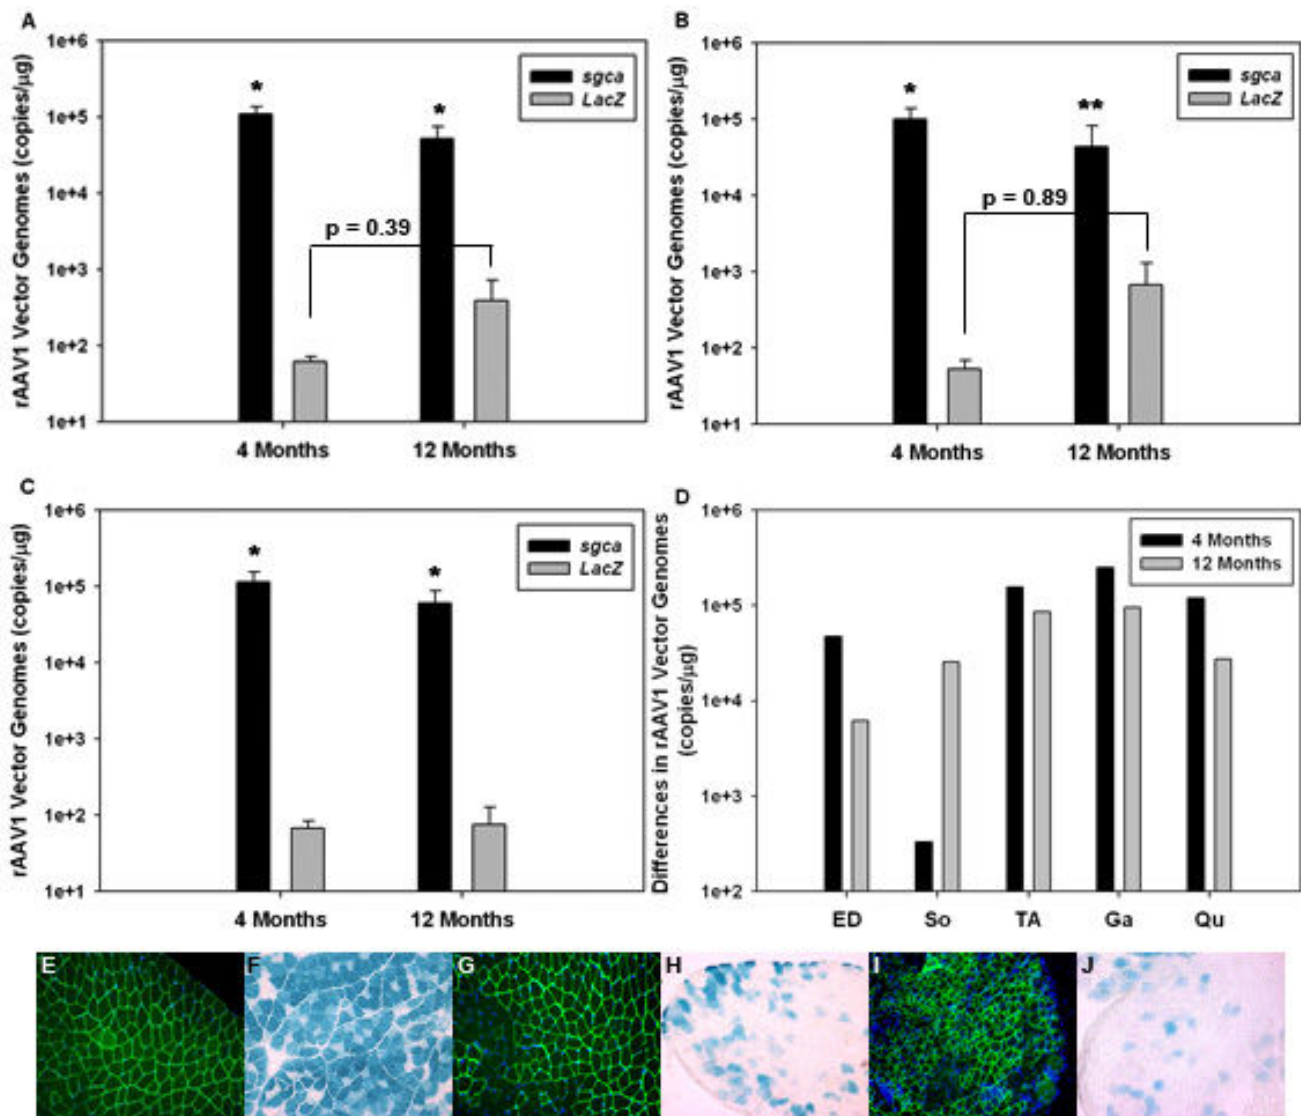 A
rAAV1 Vector Genomes (copies/µg)
1e+6
1e+5
1e+4
1e+3
1e+2
1e+1
sgca
LacZ
*
*
p = 0.39
4 Months
12 Months
B
rAAV1 Vector Genomes (copies/µg)
1e+6
1e+5
1e+4
1e+3
1e+2
1e+1
sgca
LacZ
*
**
p = 0.89
4 Months
12 Months
C
rAAV1 Vector Genomes (copies/µg)
1e+6
1e+5
1e+4
1e+3
1e+2
1e+1
sgca
LacZ
*
*
4 Months
12 Months
D
Differences in rAAV1 Vector Genomes
(copies/µg)
1e+6
1e+5
1e+4
1e+3
1e+2
4 Months
12 Months
ED
So
TA
Ga
Qu
E
F
G
H
I
J